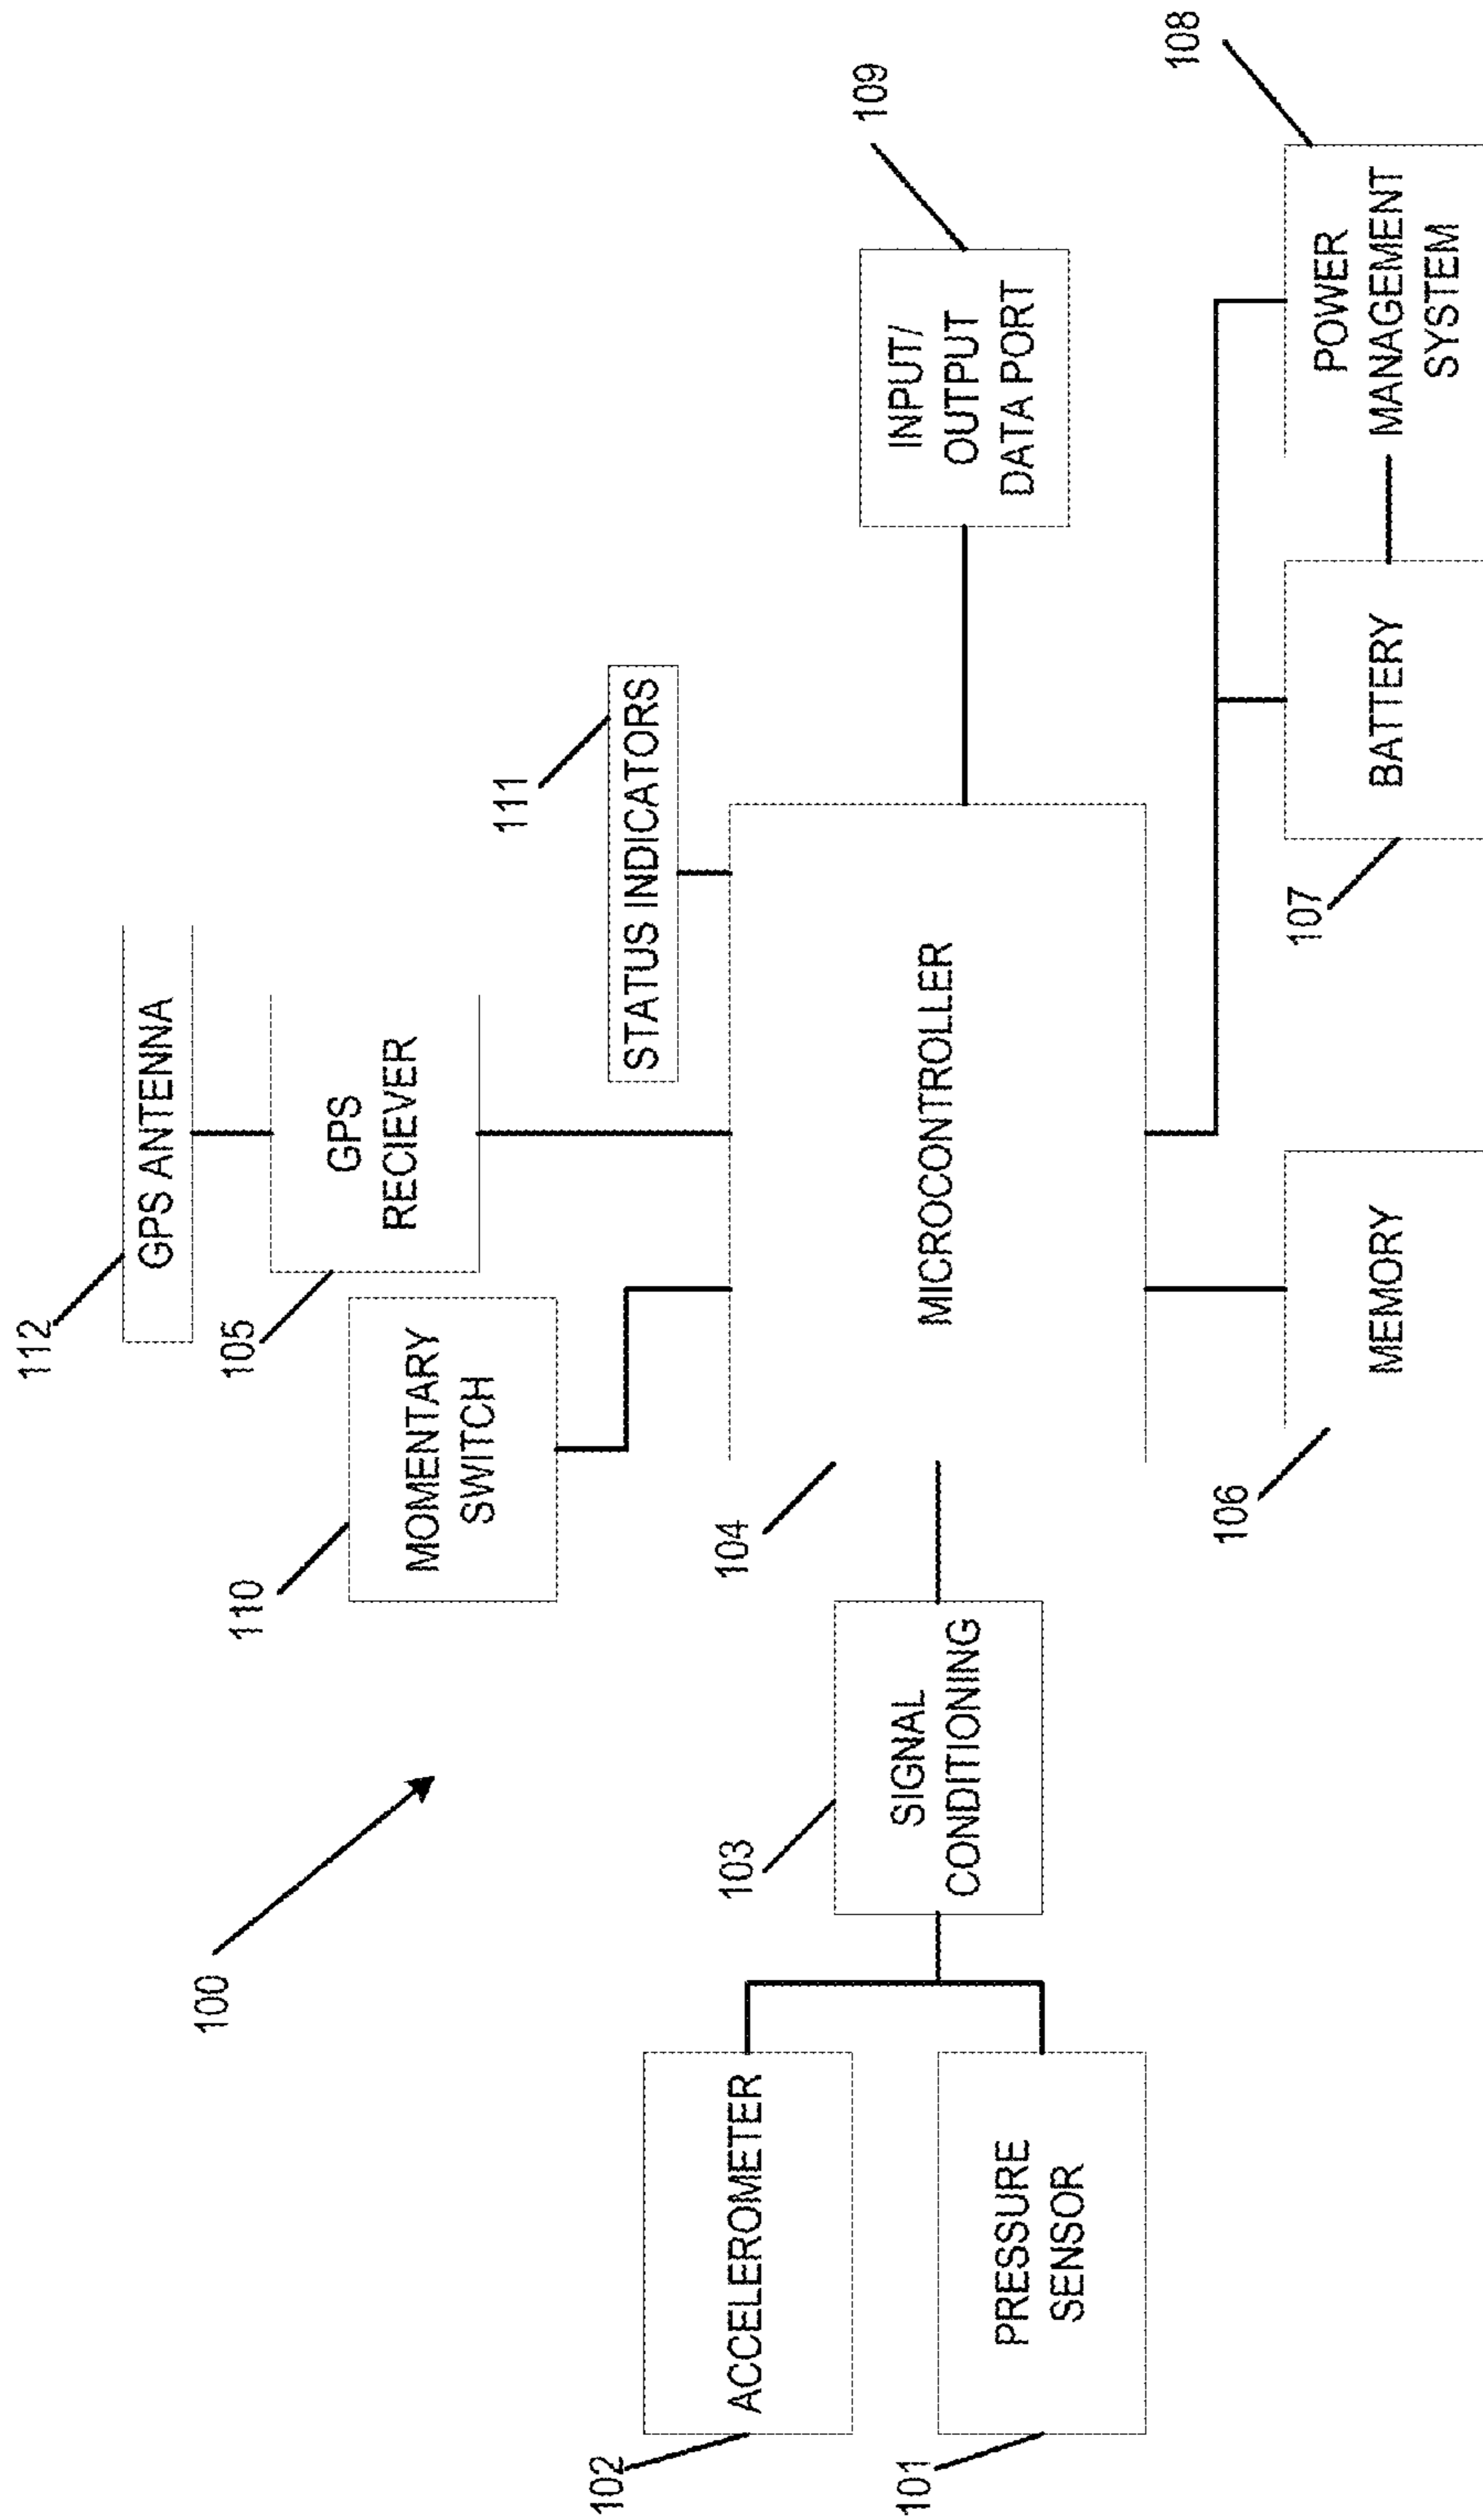 112
GPS ANTENNA
105
GPS
RECIEVER
110
MOMENTARY
SWITCH
111
STATUS INDICATORS
109
INPUT/
OUTPUT
DATA PORT
100
104
MICROCONTROLLER
103
SIGNAL
CONDITIONING
102
ACCELEROMETER
101
PRESSURE
SENSOR
106
MEMORY
107
BATTERY
108
POWER
MANAGEMENT
SYSTEM